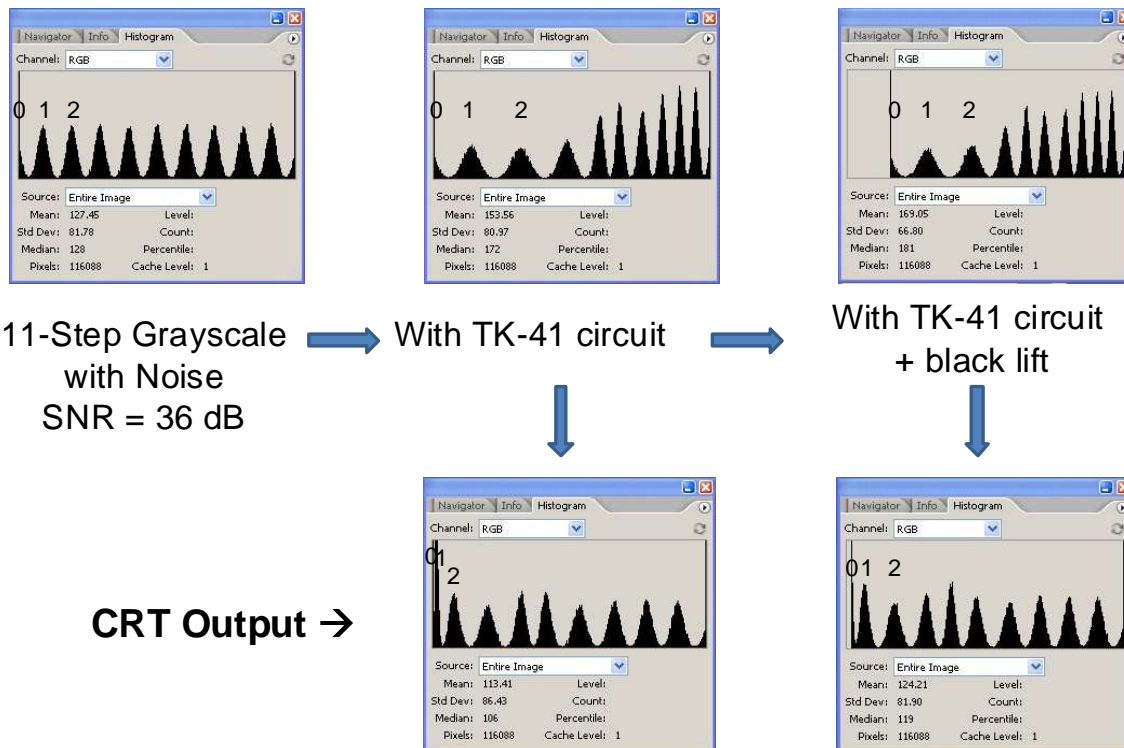 Navigator Info Histogram
Channel: RGB
0 1 2
Source: Entire Image
Mean: 127.45 Level:
Std Dev: 81.78 Count:
Median: 128 Percentile:
Pixels: 116088 Cache Level: 1
Navigator Info Histogram
Channel: RGB
0 1 2
Source: Entire Image
Mean: 153.56 Level:
Std Dev: 80.97 Count:
Median: 172 Percentile:
Pixels: 116088 Cache Level: 1
Navigator Info Histogram
Channel: RGB
0 1 2
Source: Entire Image
Mean: 169.05 Level:
Std Dev: 66.80 Count:
Median: 181 Percentile:
Pixels: 116088 Cache Level: 1
11-Step Grayscale
with Noise
SNR = 36 dB
With TK-41 circuit
With TK-41 circuit
+ black lift
CRT Output →
Navigator Info Histogram
Channel: RGB
01
2
Source: Entire Image
Mean: 113.41 Level:
Std Dev: 86.43 Count:
Median: 106 Percentile:
Pixels: 116088 Cache Level: 1
Navigator Info Histogram
Channel: RGB
01 2
Source: Entire Image
Mean: 124.21 Level:
Std Dev: 81.90 Count:
Median: 119 Percentile:
Pixels: 116088 Cache Level: 1